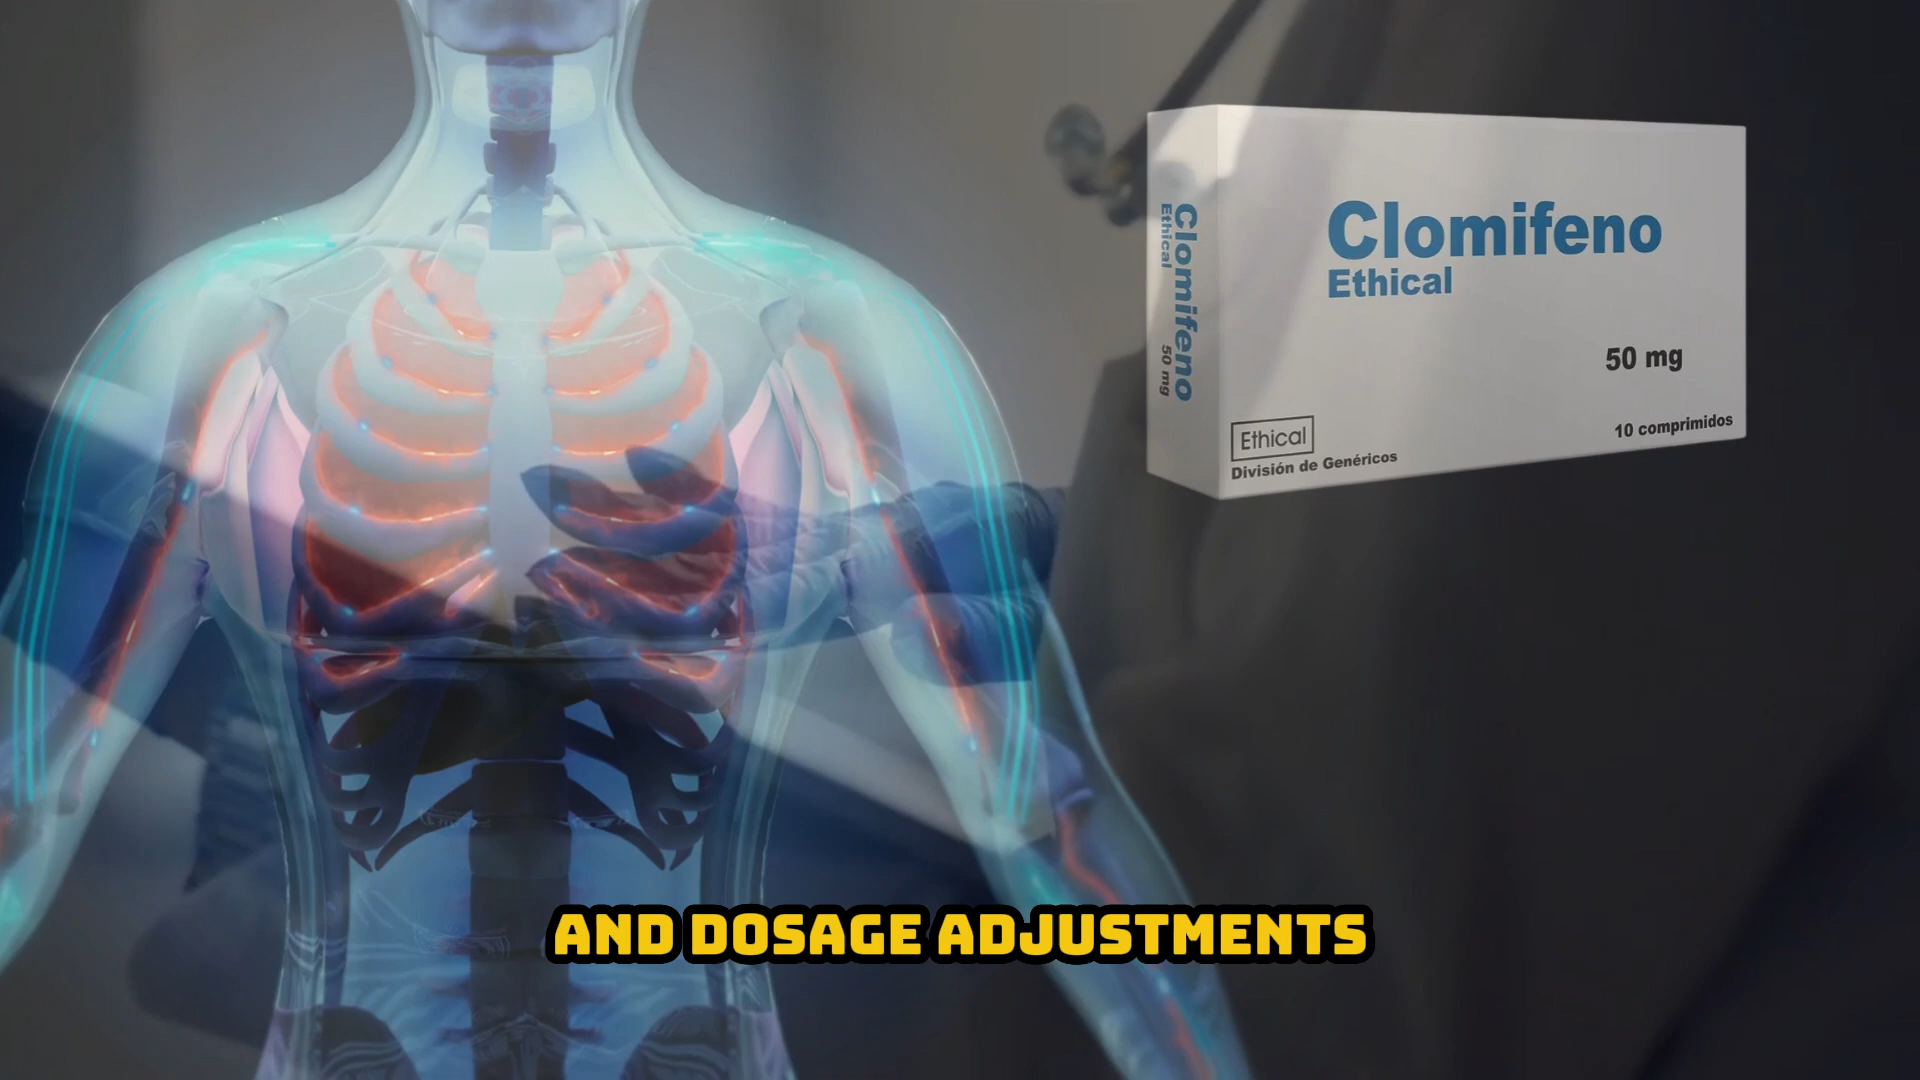 Clomifeno
Ethical
50 mg
Clomifeno
Ethical
50 mg
10 comprimidos
Ethical
División de Genéricos
AND DOSAGE ADJUSTMENTS